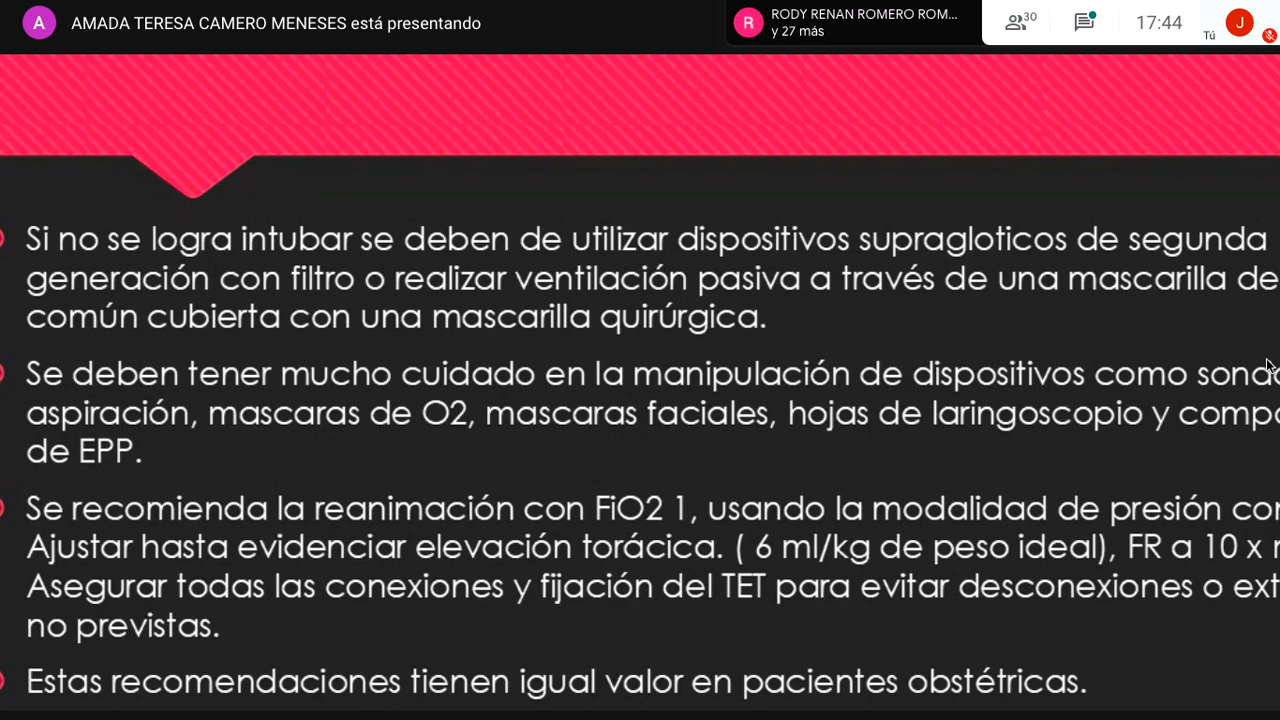 A AMADA TERESA CAMERO MENESES está presentando
R RODY RENAN ROMERO ROM...
y 27 más
30
17:44
Tú
J
Si no se logra intubar se deben de utilizar dispositivos supragloticos de segunda
generación con filtro o realizar ventilación pasiva a través de una mascarilla de
común cubierta con una mascarilla quirúrgica.
Se deben tener mucho cuidado en la manipulación de dispositivos como
aspiración, mascaras de O2, mascaras faciales, hojas de laringoscopio y
de EPP.
Se recomienda la reanimación con FiO2 1, usando la modalidad de presión
Ajustar hasta evidenciar elevación torácica. ( 6 ml/kg de peso ideal), FR a 10 x
Asegurar todas las conexiones y fijación del TET para evitar desconexiones o
no previstas.
Estas recomendaciones tienen igual valor en pacientes obstétricas.